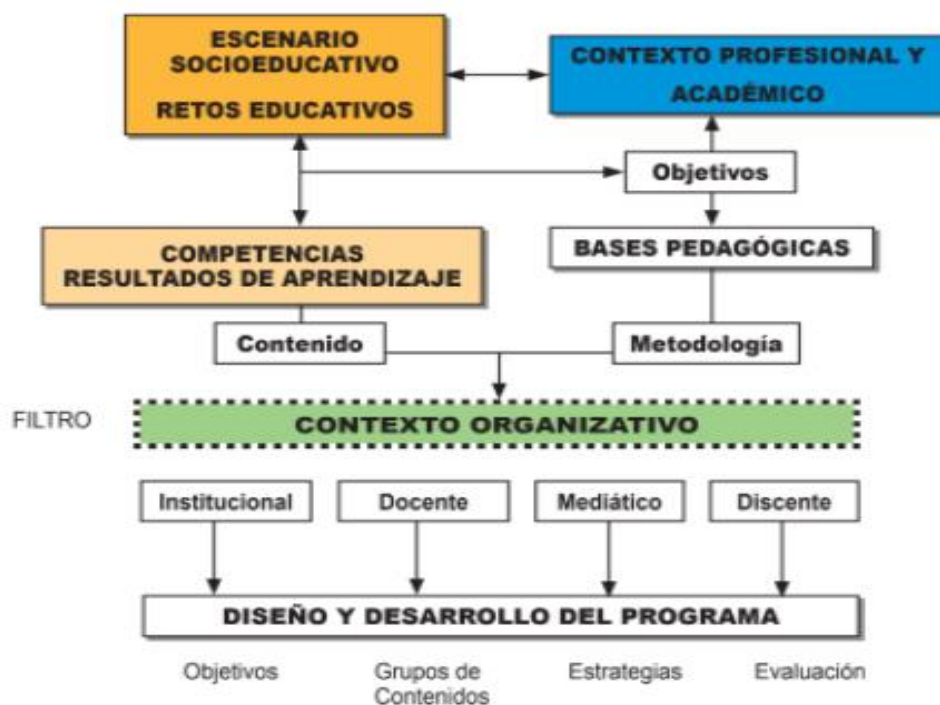 ESCENARIO
SOCIOEDUCATIVO
RETOS EDUCATIVOS
CONTEXTO PROFESIONAL Y
ACADÉMICO
Objetivos
COMPETENCIAS
RESULTADOS DE APRENDIZAJE
BASES PEDAGÓGICAS
Contenido
Metodología
FILTRO
CONTEXTO ORGANIZATIVO
Institucional
Docente
Mediático
Discente
DISEÑO Y DESARROLLO DEL PROGRAMA
Objetivos
Grupos de
Contenidos
Estrategias
Evaluación